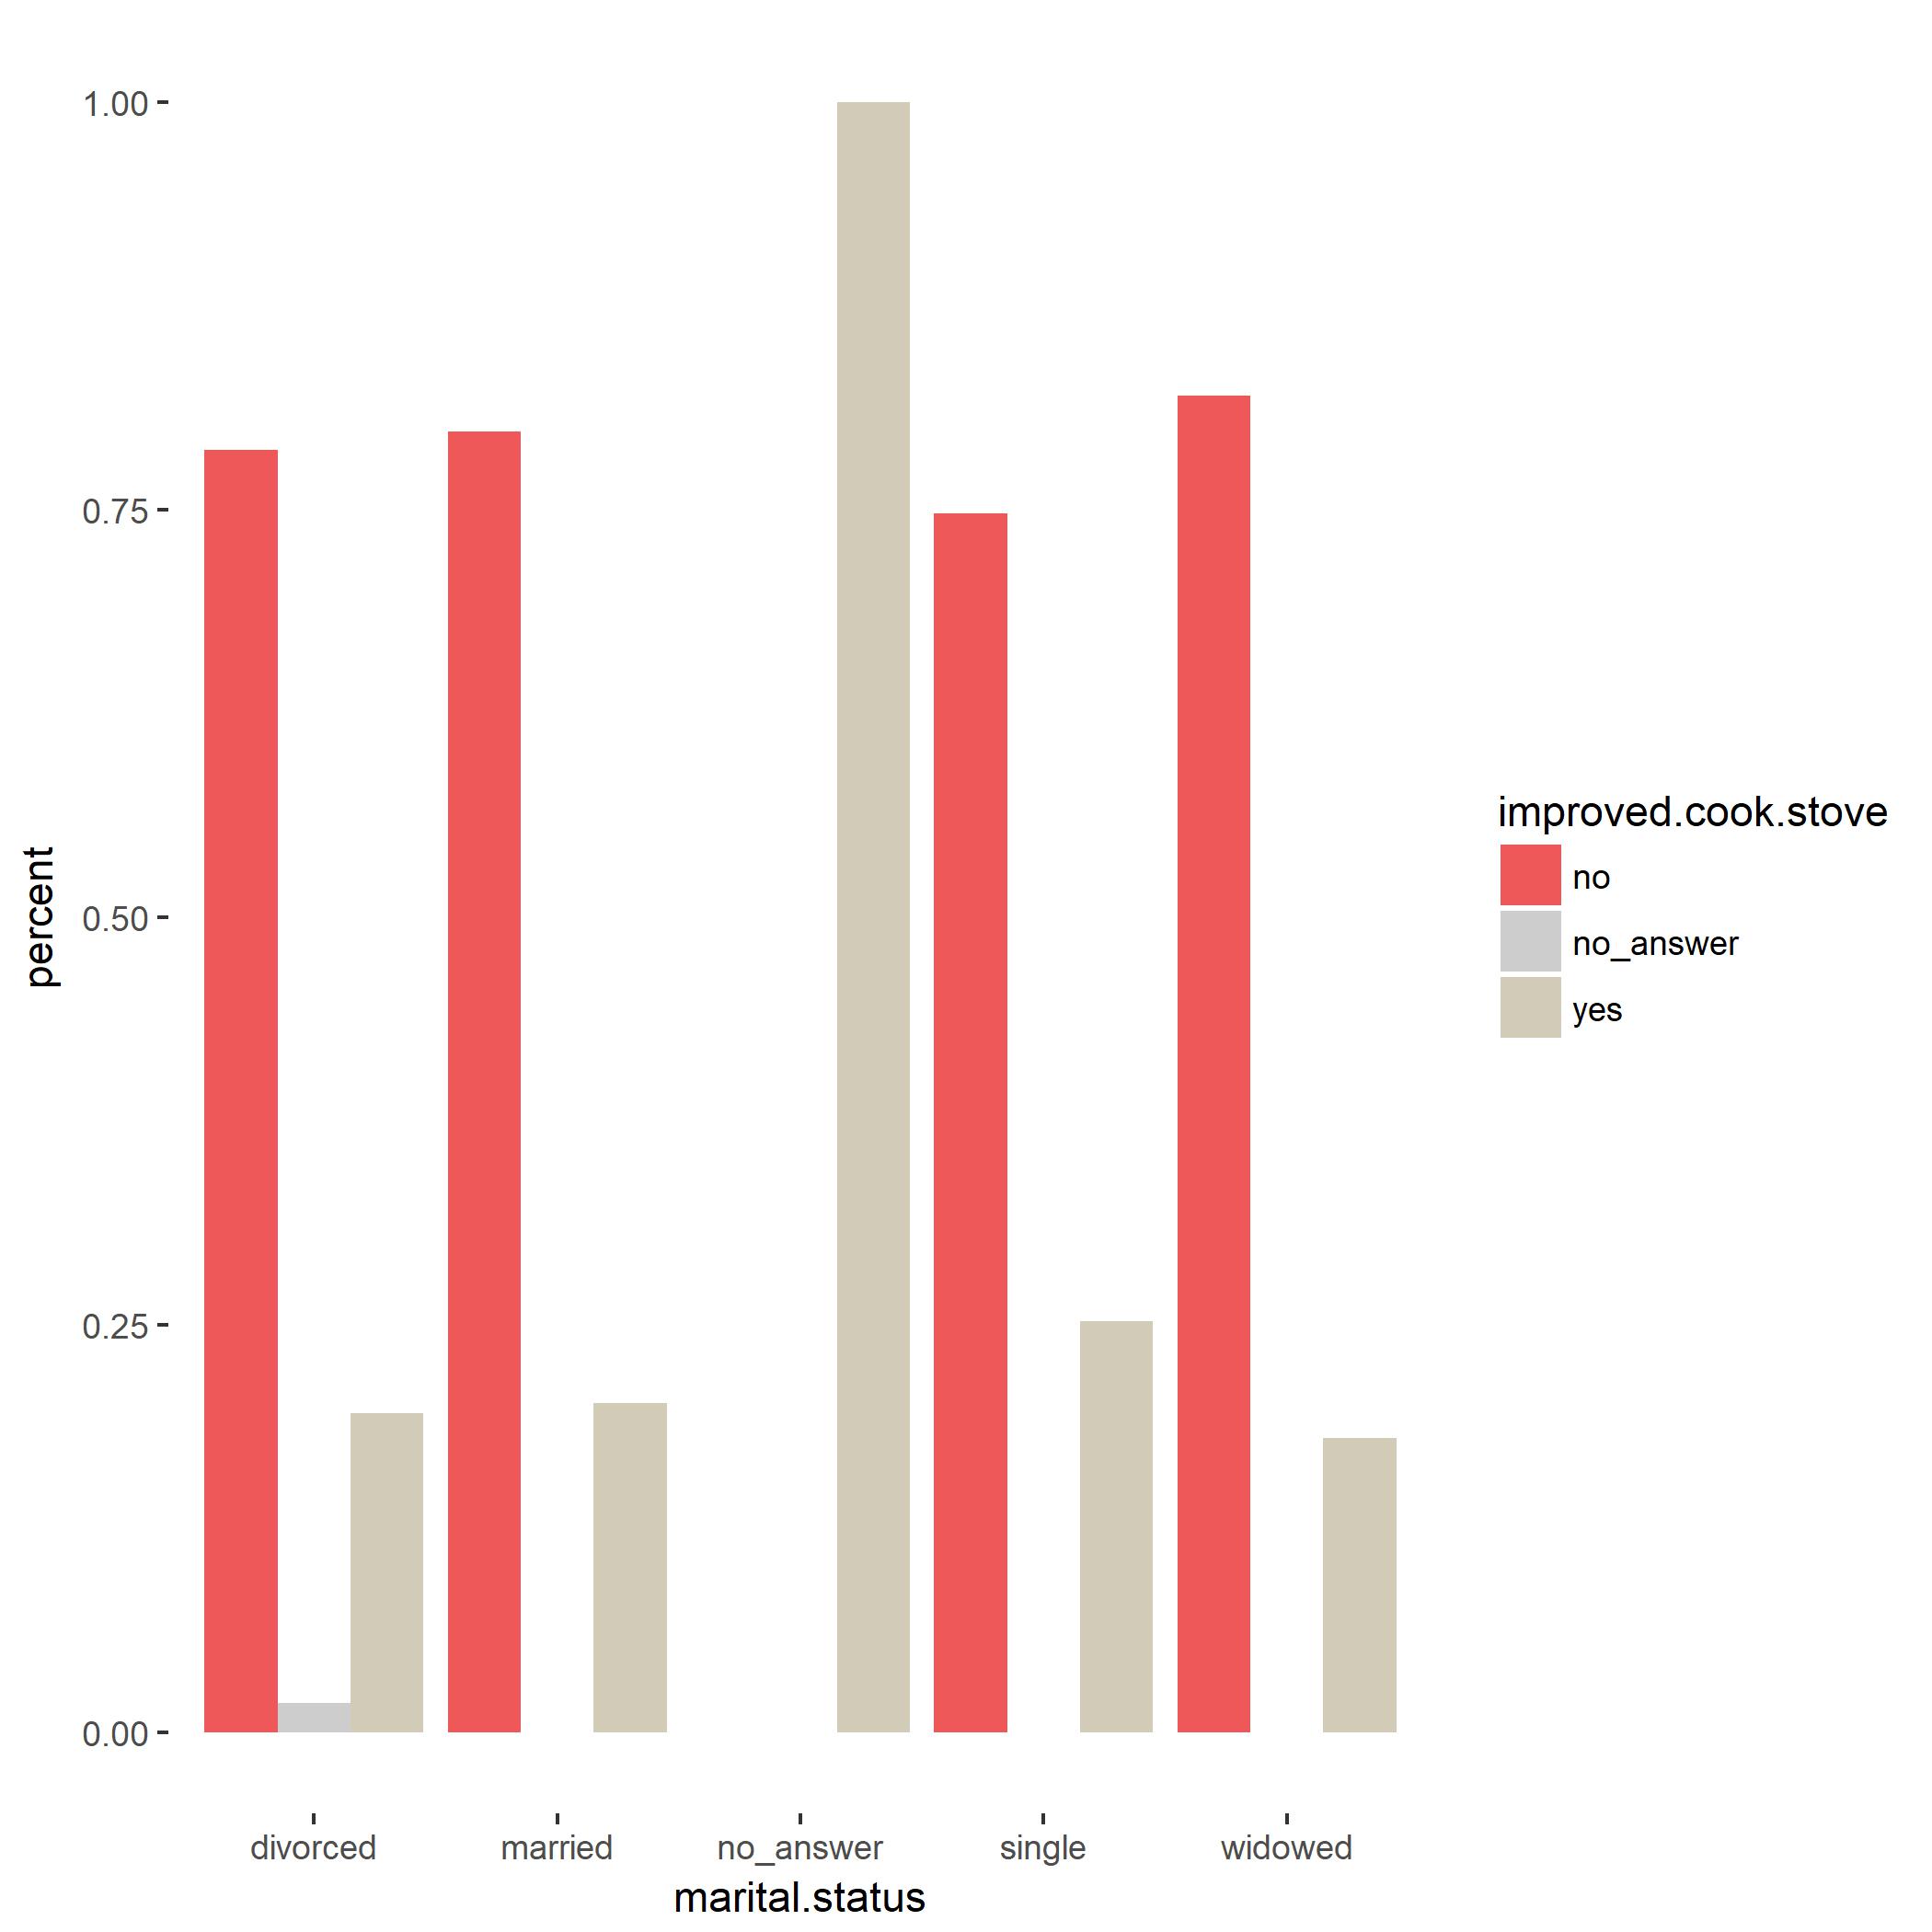 1.00
0.75
0.50
0.25
0.00
percent
divorced married no_answer single widowed
marital.status
improved.cook.stove
no
no_answer
yes